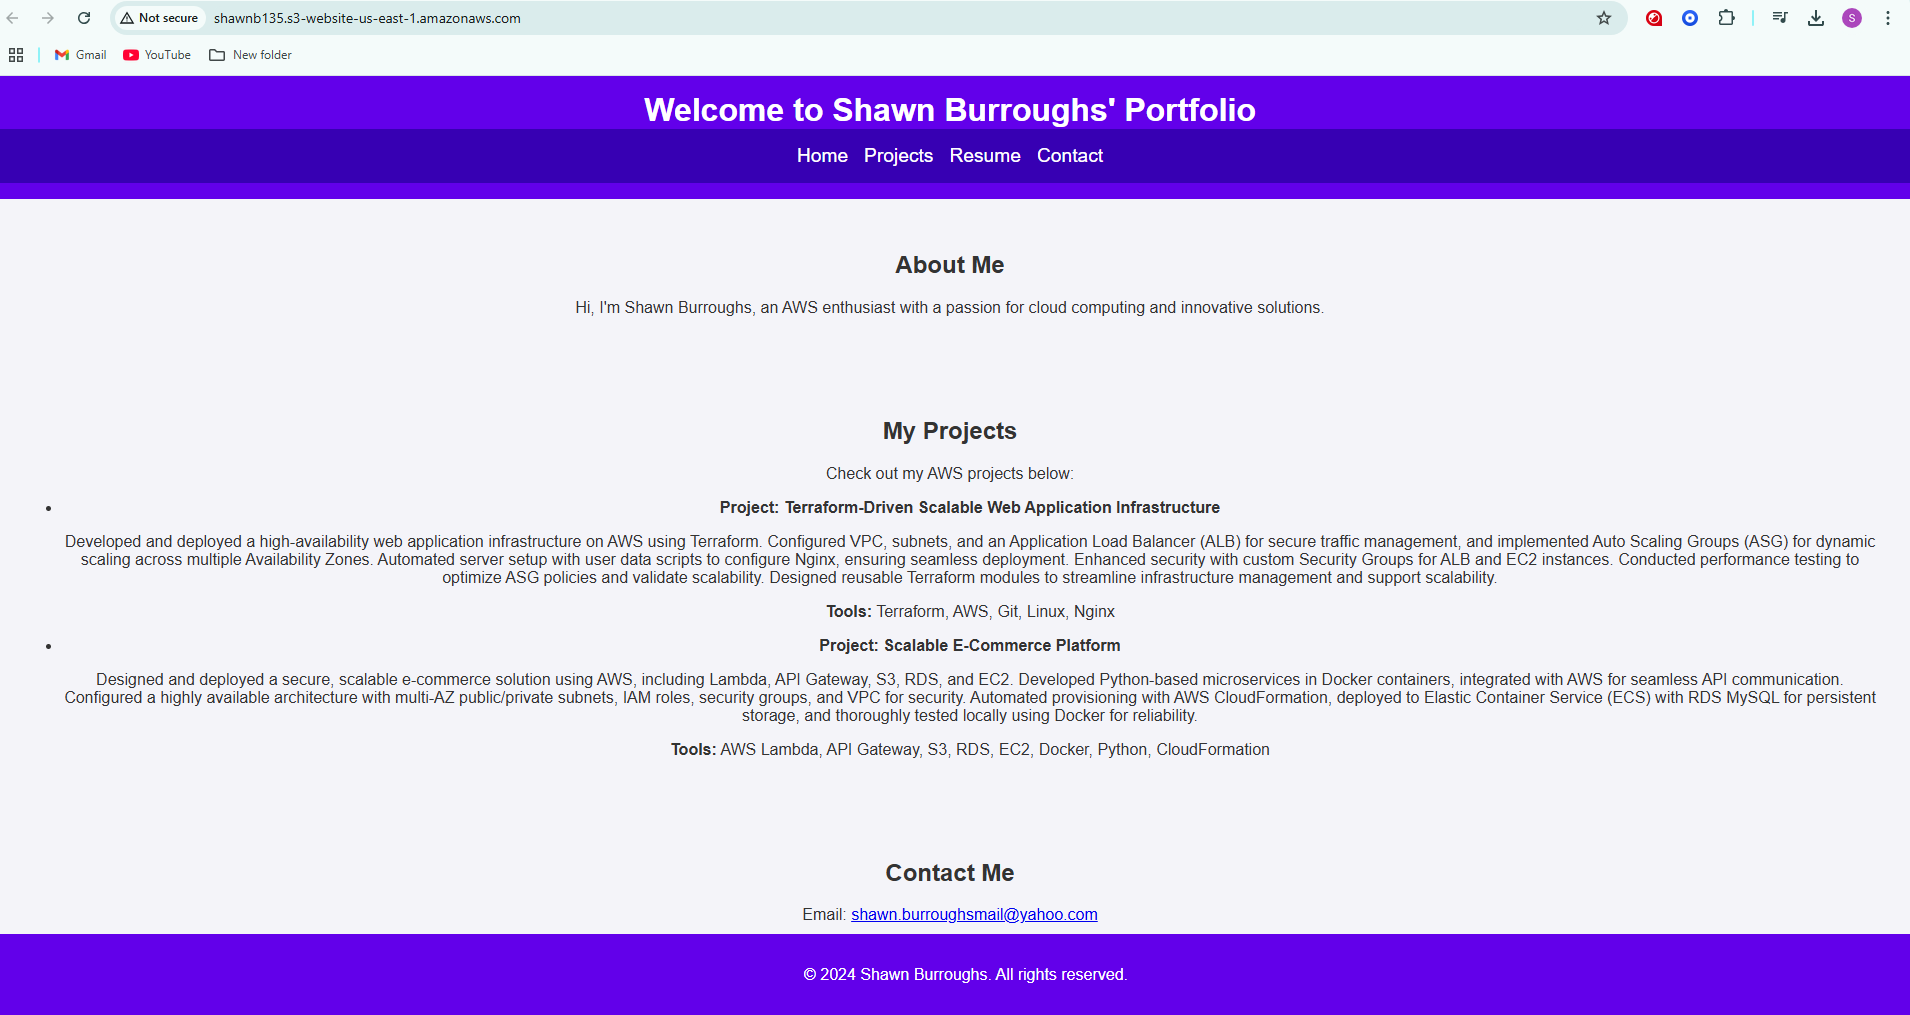 Not secure shawnb135.s3-website-us-east-1.amazonaws.com S
Gmail YouTube New folder
Welcome to Shawn Burroughs' Portfolio
Home Projects Resume Contact
About Me
Hi, I'm Shawn Burroughs, an AWS enthusiast with a passion for cloud computing and innovative solutions.
My Projects
Check out my AWS projects below:
• Project: Terraform-Driven Scalable Web Application Infrastructure
Developed and deployed a high-availability web application infrastructure on AWS using Terraform. Configured VPC, subnets, and an Application Load Balancer (ALB) for secure traffic management, and implemented Auto Scaling Groups (ASG) for dynamic
scaling across multiple Availability Zones. Automated server setup with user data scripts to configure Nginx, ensuring seamless deployment. Enhanced security with custom Security Groups for ALB and EC2 instances. Conducted performance testing to
optimize ASG policies and validate scalability. Designed reusable Terraform modules to streamline infrastructure management and support scalability.
Tools: Terraform, AWS, Git, Linux, Nginx
• Project: Scalable E-Commerce Platform
Designed and deployed a secure, scalable e-commerce solution using AWS, including Lambda, API Gateway, S3, RDS, and EC2. Developed Python-based microservices in Docker containers, integrated with AWS for seamless API communication.
Configured a highly available architecture with multi-AZ public/private subnets, IAM roles, security groups, and VPC for security. Automated provisioning with AWS CloudFormation, deployed to Elastic Container Service (ECS) with RDS MySQL for persistent
storage, and thoroughly tested locally using Docker for reliability.
Tools: AWS Lambda, API Gateway, S3, RDS, EC2, Docker, Python, CloudFormation
Contact Me
Email: shawn.burroughsmail@yahoo.com
© 2024 Shawn Burroughs. All rights reserved.